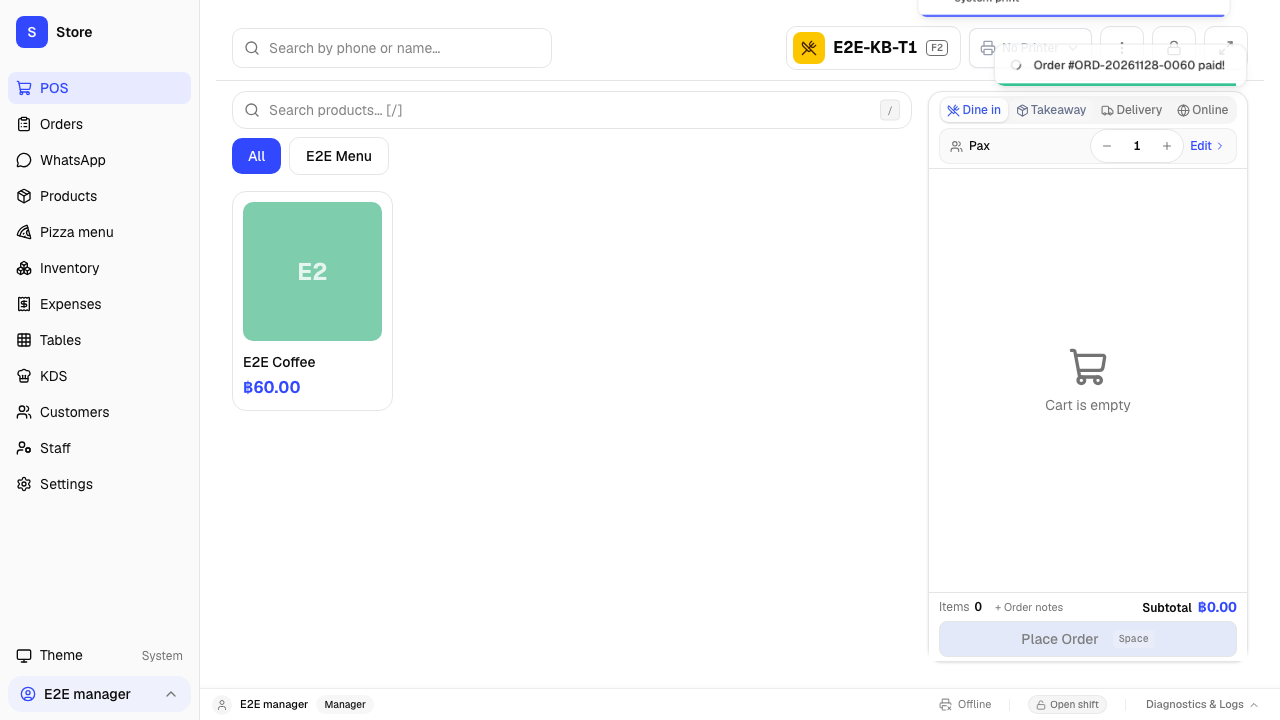 S Store
POS
Orders
WhatsApp
Products
Pizza menu
Inventory
Expenses
Tables
KDS
Customers
Staff
Settings
Theme System
E2E manager
Search by phone or name...
E2E-KB-T1 F2
No Printer
system print
Order #ORD-20261128-0060 paid!
Search products... [/] /
All
E2E Menu
E2
E2E Coffee
฿60.00
Dine in Takeaway Delivery Online
Pax 1 Edit
Cart is empty
Items 0 + Order notes Subtotal ฿0.00
Place Order Space
E2E manager Manager
Offline Open shift Diagnostics & Logs